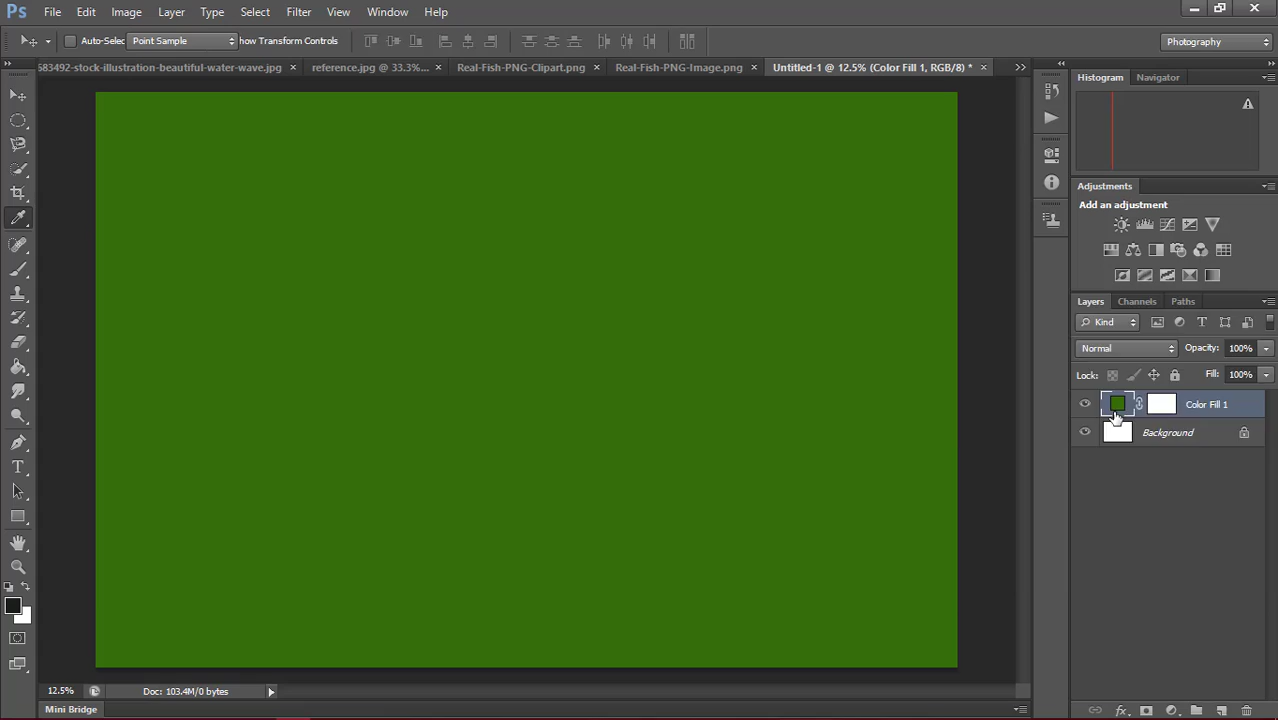 Ps File Edit Image Layer Type Select Filter View Window Help
Auto-Selec Point Sample how Transform Controls Photography
583492-stock-illustration-beautiful-water-wave.jpg × reference.jpg @ 33.3%... × Real-Fish-PNG-Clipart.png × Real-Fish-PNG-Image.png × Untitled-1 @ 12.5% (Color Fill 1, RGB/8) * ×
Histogram Navigator
Adjustments
Add an adjustment
Layers Channels Paths
Kind
Normal Opacity: 100%
Lock: Fill: 100%
Color Fill 1
Background
12.5% Doc: 103.4M/0 bytes
Mini Bridge